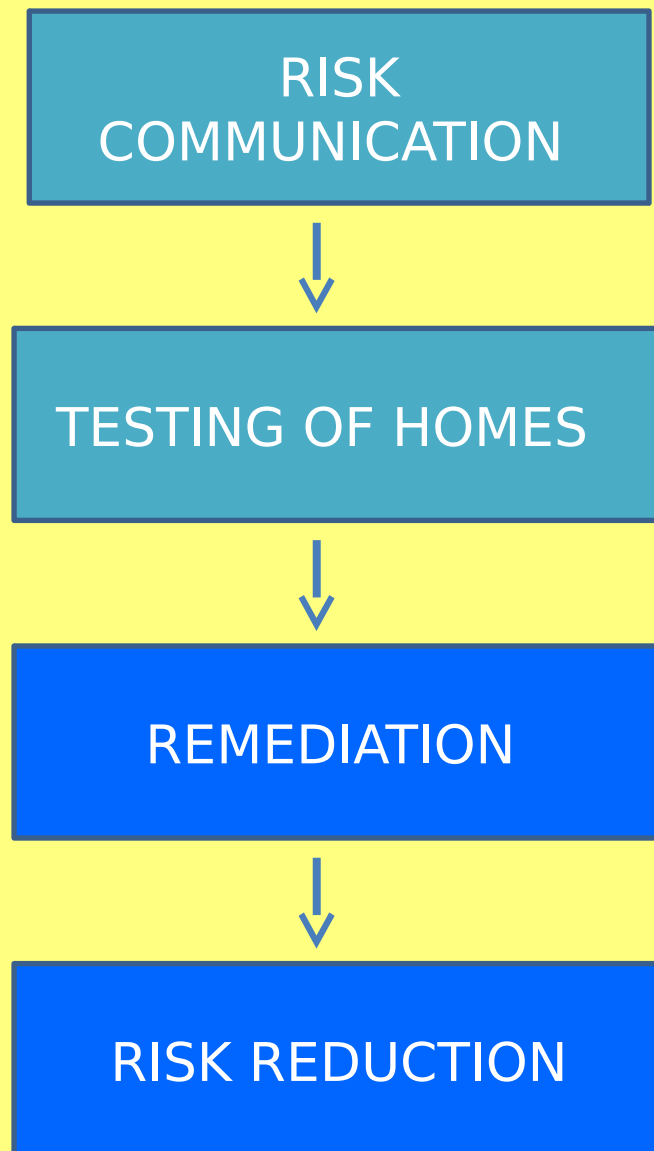 RISK
COMMUNICATION
TESTING OF HOMES
REMEDIATION
RISK REDUCTION